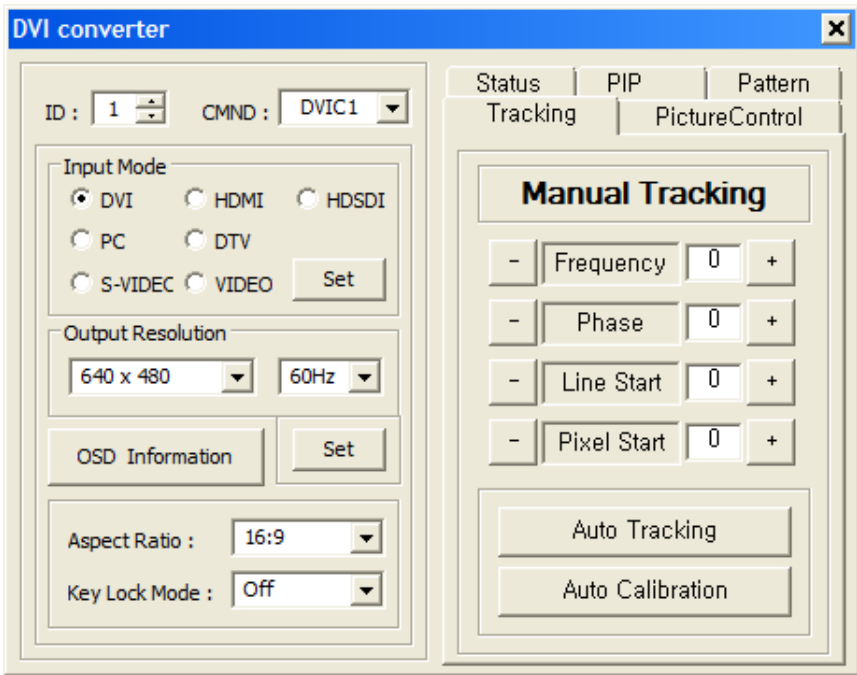 DVI converter
ID : 1 CMND : DVIC1
Input Mode
DVI HDMI HDSDI
PC DTV
S-VIDEC VIDEO Set
Output Resolution
640 x 480 60Hz
OSD Information Set
Aspect Ratio : 16:9
Key Lock Mode : Off
Status PIP Pattern
Tracking PictureControl
Manual Tracking
- Frequency 0 +
- Phase 0 +
- Line Start 0 +
- Pixel Start 0 +
Auto Tracking
Auto Calibration